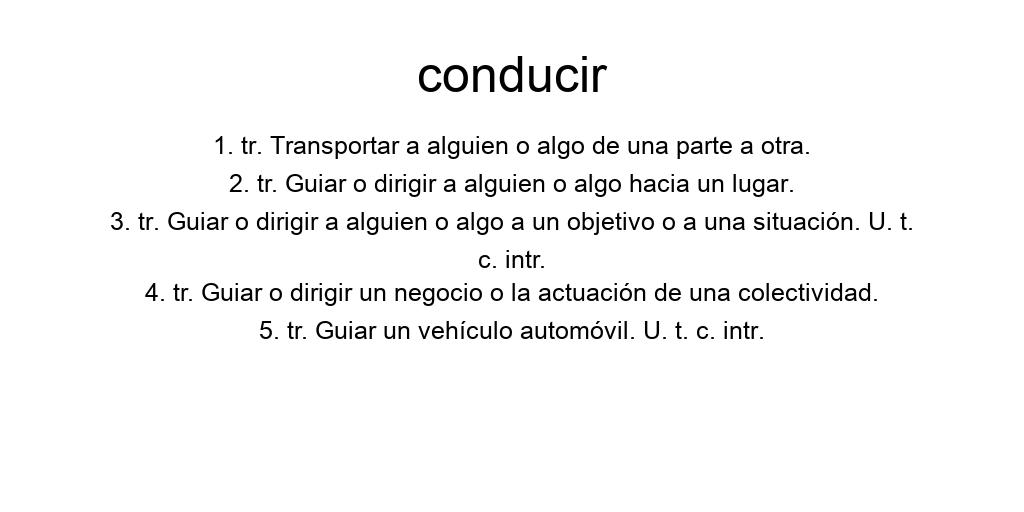 conducir
1. tr. Transportar a alguien o algo de una parte a otra.
2. tr. Guiar o dirigir a alguien o algo hacia un lugar.
3. tr. Guiar o dirigir a alguien o algo a un objetivo o a una situación. U. t.
c. intr.
4. tr. Guiar o dirigir un negocio o la actuación de una colectividad.
5. tr. Guiar un vehículo automóvil. U. t. c. intr.